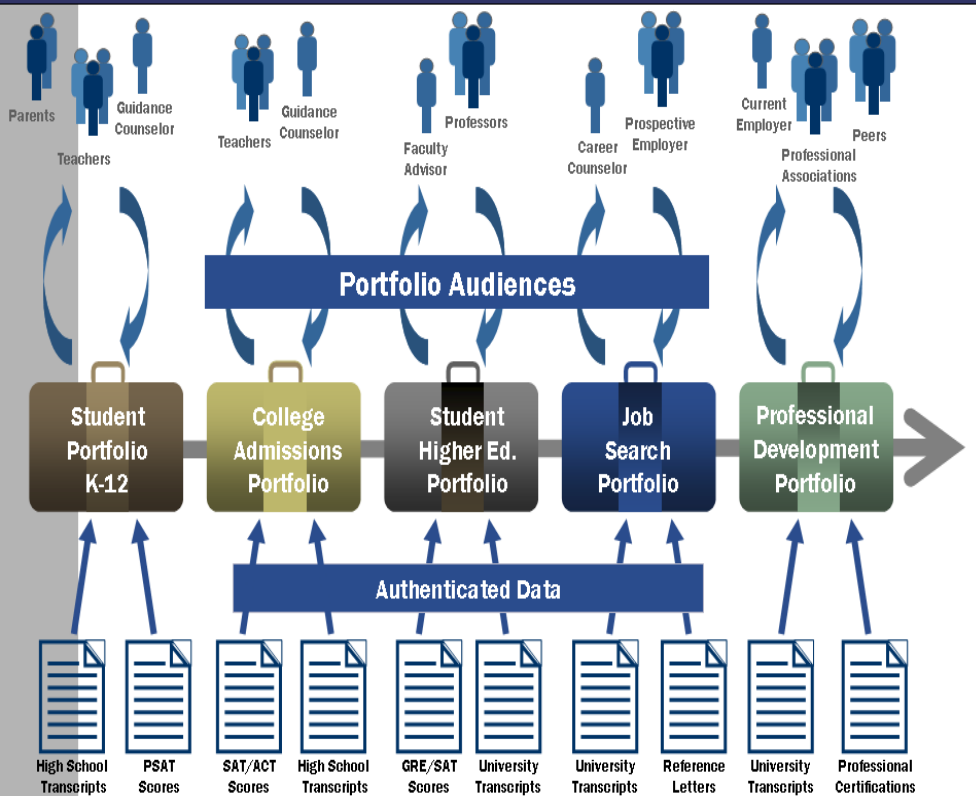 Parents
Teachers
Guidance
Counselor
Teachers
Guidance
Counselor
Faculty
Advisor
Professors
Career
Counselor
Prospective
Employer
Current
Employer
Professional
Associations
Peers
Portfolio Audiences
Student
Portfolio
K-12
College
Admissions
Portfolio
Student
Higher Ed.
Portfolio
Job
Search
Portfolio
Professional
Development
Portfolio
Authenticated Data
High School
Transcripts
PSAT
Scores
SAT/ACT
Scores
High School
Transcripts
GRE/SAT
Scores
University
Transcripts
University
Transcripts
Reference
Letters
University
Transcripts
Professional
Certifications